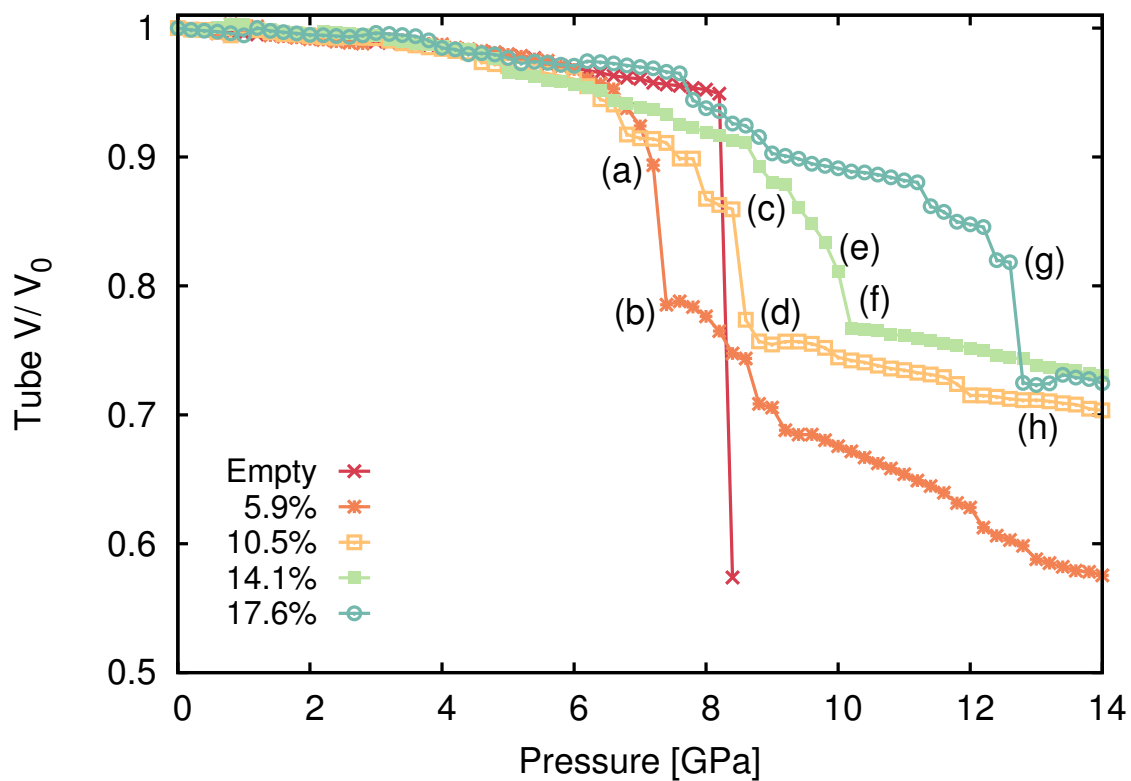 1
0.9
0.8
0.7
0.6
0.5
Tube V/ V0
(a)
(b)
(c)
(d)
(e)
(f)
(g)
(h)
Empty
5.9%
10.5%
14.1%
17.6%
0 2 4 6 8 10 12 14
Pressure [GPa]